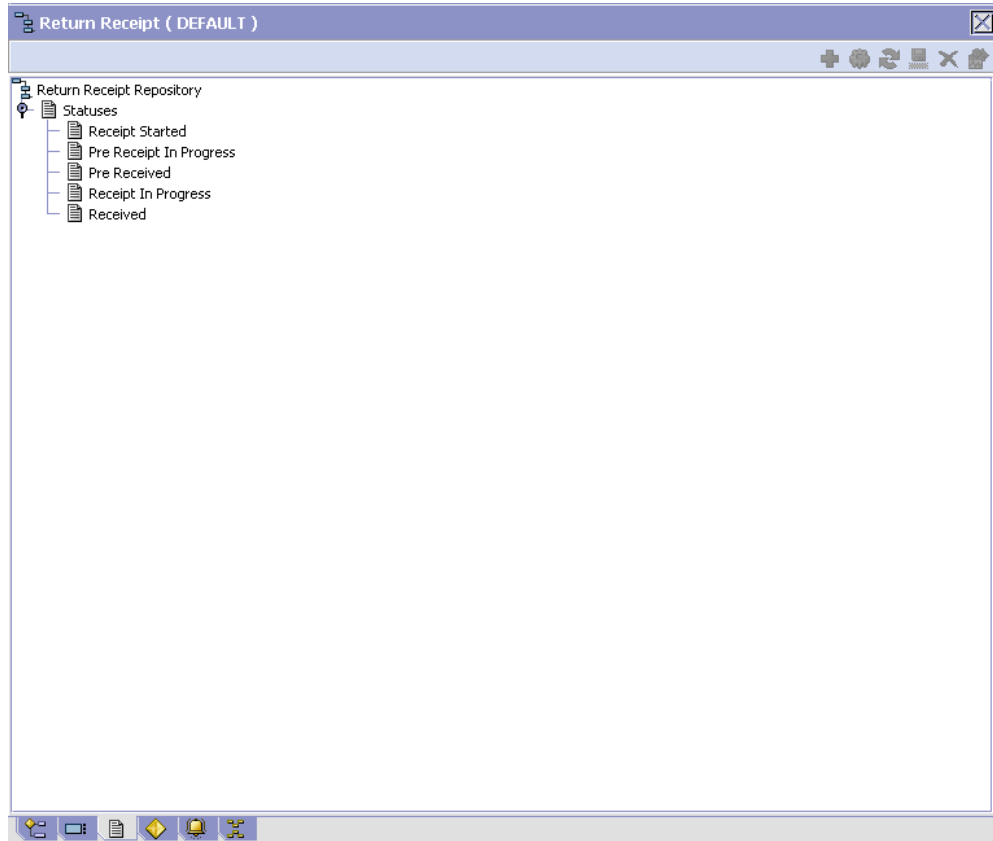 Return Receipt ( DEFAULT )
Return Receipt Repository
Statuses
Receipt Started
Pre Receipt In Progress
Pre Received
Receipt In Progress
Received